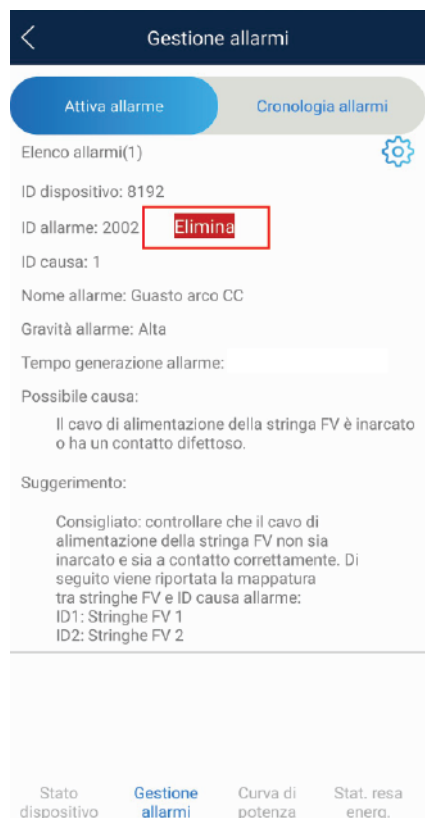 Gestione allarmi
Attiva allarme
Cronologia allarmi
Elenco allarmi(1)
ID dispositivo: 8192
ID allarme: 2002 Elimina
ID causa: 1
Nome allarme: Guasto arco CC
Gravità allarme: Alta
Tempo generazione allarme:
Possibile causa:
Il cavo di alimentazione della stringa FV è inarcato
o ha un contatto difettoso.
Suggerimento:
Consigliato: controllare che il cavo di
alimentazione della stringa FV non sia
inarcato e sia a contatto correttamente. Di
seguito viene riportata la mappatura
tra stringhe FV e ID causa allarme:
ID1: Stringhe FV 1
ID2: Stringhe FV 2
Stato
dispositivo
Gestione
allarmi
Curva di
potenza
Stat. resa
energ.